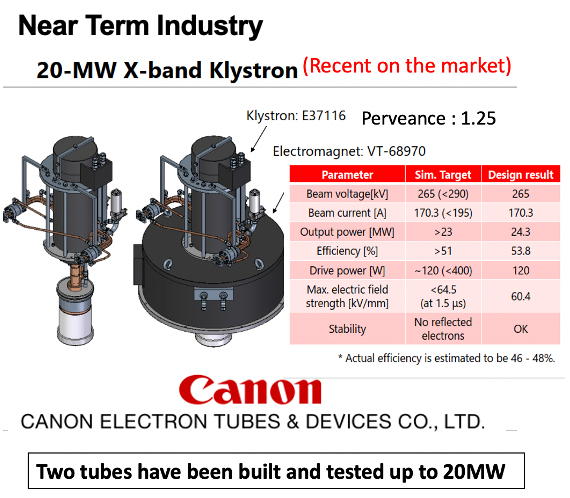 Near Term Industry
20-MW X-band Klystron (Recent on the market)
Klystron: E37116 Perveance : 1.25
Electromagnet: VT-68970
Parameter Sim. Target Design result
Beam voltage[kV] 265 (<290) 265
Beam current [A] 170.3 (<195) 170.3
Output power [MW] >23 24.3
Efficiency [%] >51 53.8
Drive power [W] ~120 (<400) 120
Max. electric field strength [kV/mm] <64.5 (at 1.5 μs) 60.4
Stability No reflected electrons OK
* Actual efficiency is estimated to be 46 - 48%.
Canon
CANON ELECTRON TUBES & DEVICES CO., LTD.
Two tubes have been built and tested up to 20MW